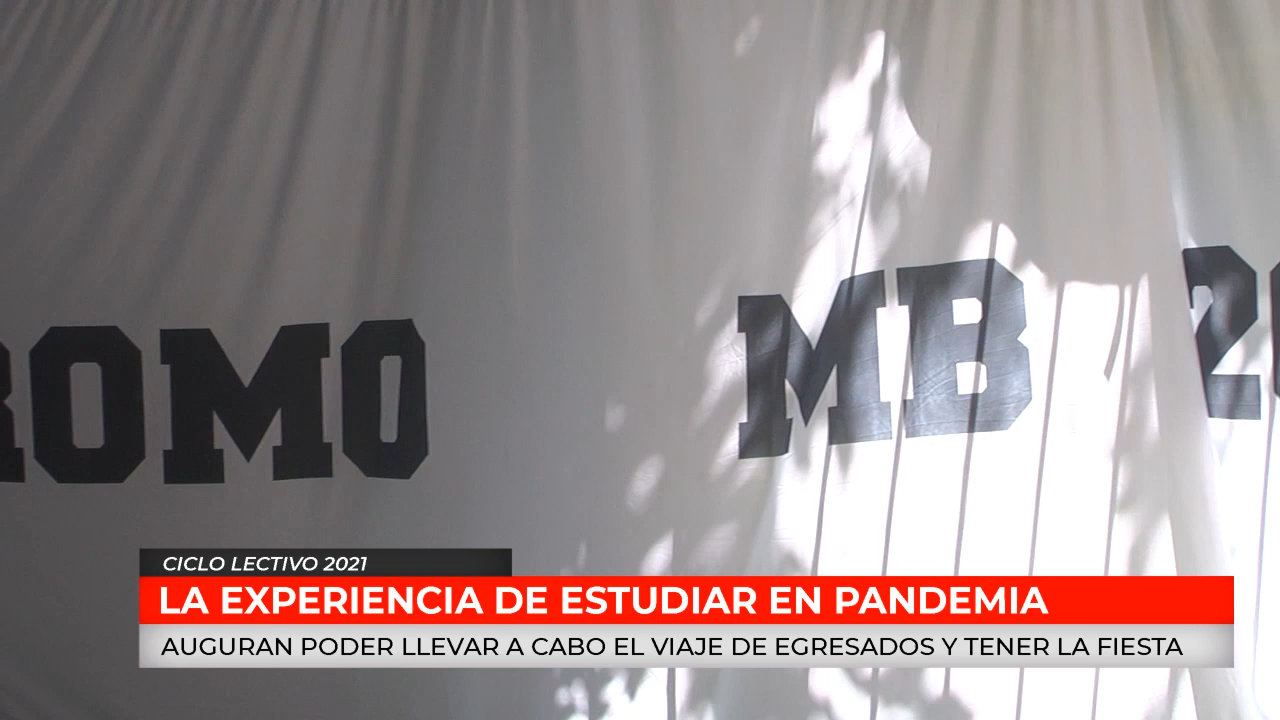 ROMO MB 20
CICLO LECTIVO 2021
LA EXPERIENCIA DE ESTUDIAR EN PANDEMIA
AUGURAN PODER LLEVAR A CABO EL VIAJE DE EGRESADOS Y TENER LA FIESTA